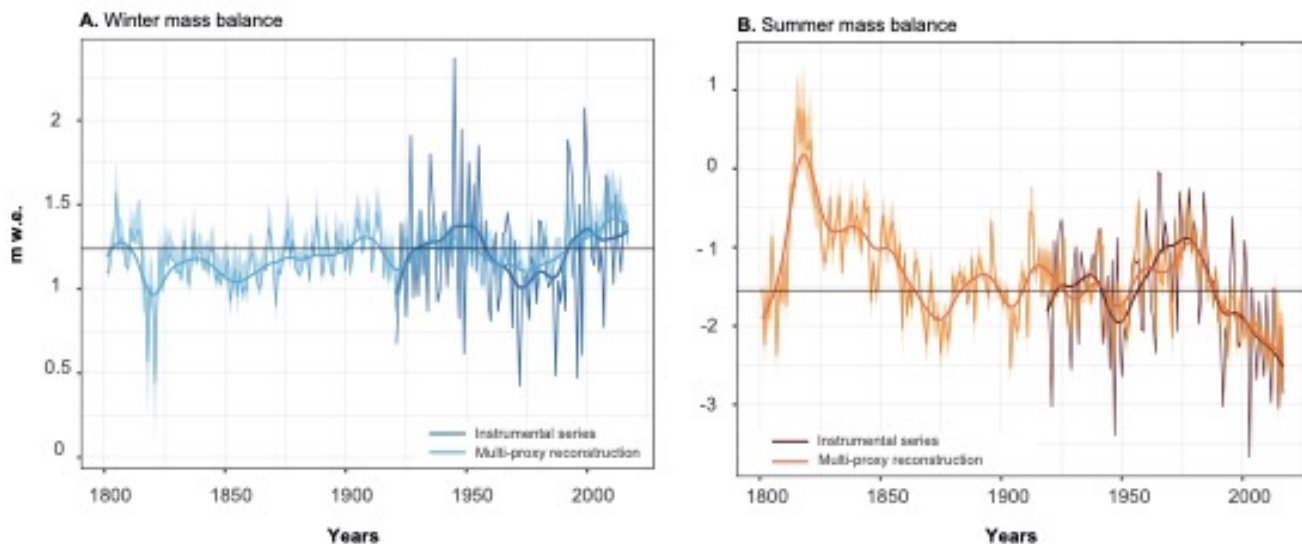 A. Winter mass balance
m w.e.
2
1.5
1
0.5
0
1800 1850 1900 1950 2000
Years
Instrumental series
Multi-proxy reconstruction
B. Summer mass balance
1
0
-1
-2
-3
1800 1850 1900 1950 2000
Years
Instrumental series
Multi-proxy reconstruction